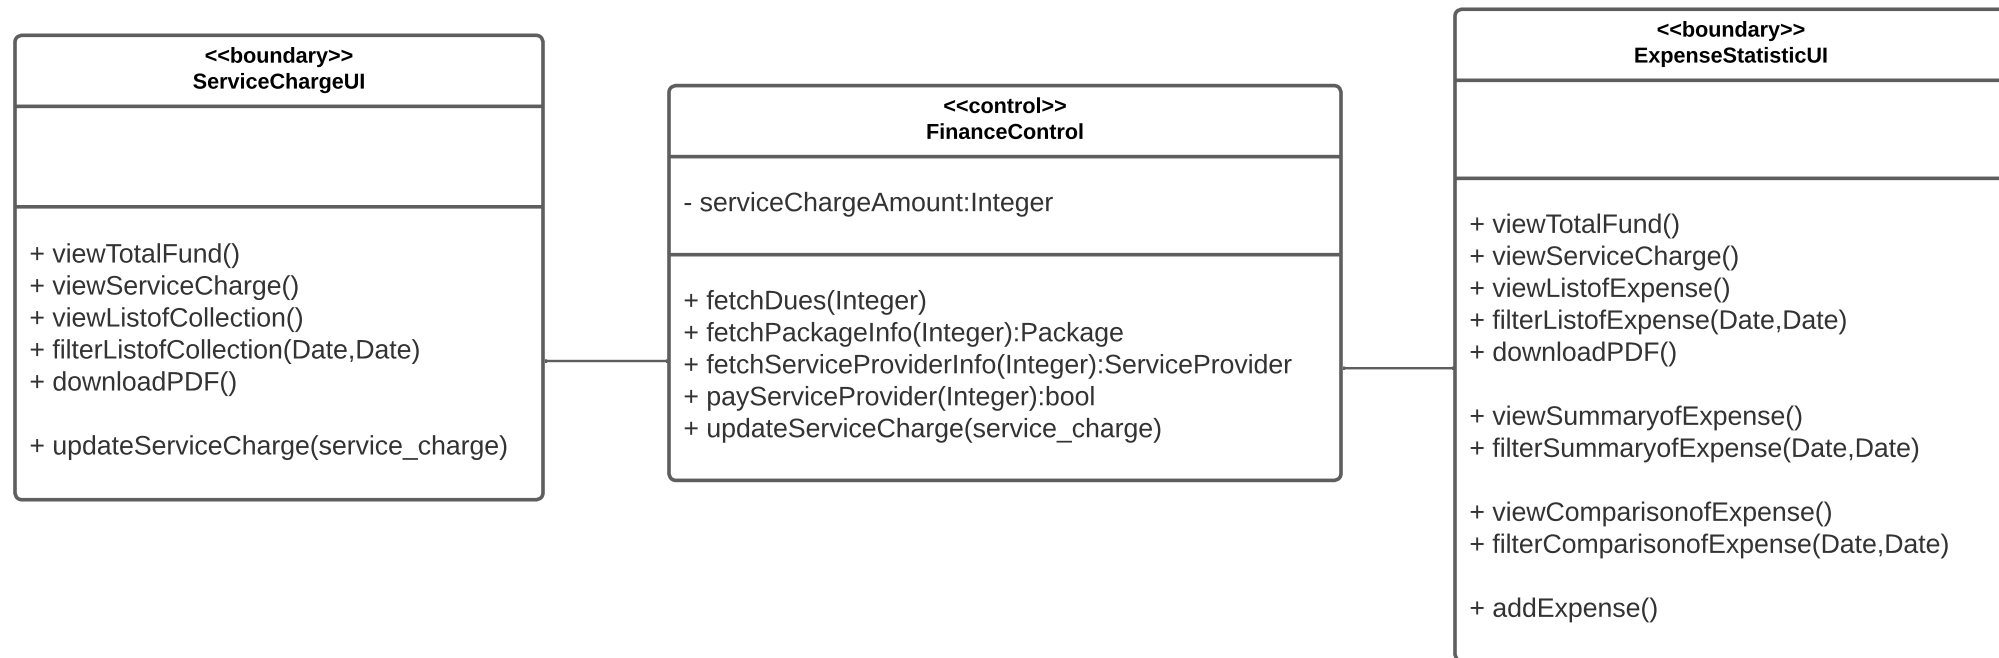 <<boundary>>
ServiceChargeUI
+ viewTotalFund()
+ viewServiceCharge()
+ viewListofCollection()
+ filterListofCollection(Date,Date)
+ downloadPDF()
+ updateServiceCharge(service_charge)
<<control>>
FinanceControl
- serviceChargeAmount:Integer
+ fetchDues(Integer)
+ fetchPackageInfo(Integer):Package
+ fetchServiceProviderInfo(Integer):ServiceProvider
+ payServiceProvider(Integer):bool
+ updateServiceCharge(service_charge)
<<boundary>>
ExpenseStatisticUI
+ viewTotalFund()
+ viewServiceCharge()
+ viewListofExpense()
+ filterListofExpense(Date,Date)
+ downloadPDF()
+ viewSummaryofExpense()
+ filterSummaryofExpense(Date,Date)
+ viewComparisonofExpense()
+ filterComparisonofExpense(Date,Date)
+ addExpense()